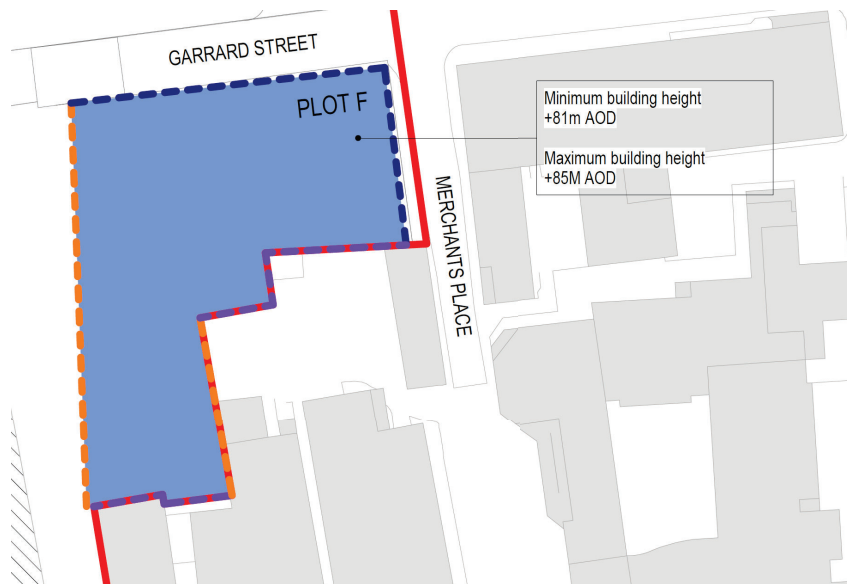 GARRARD STREET
PLOT F
Minimum building height
+81m AOD
Maximum building height
+85M AOD
MERCHANTS PLACE